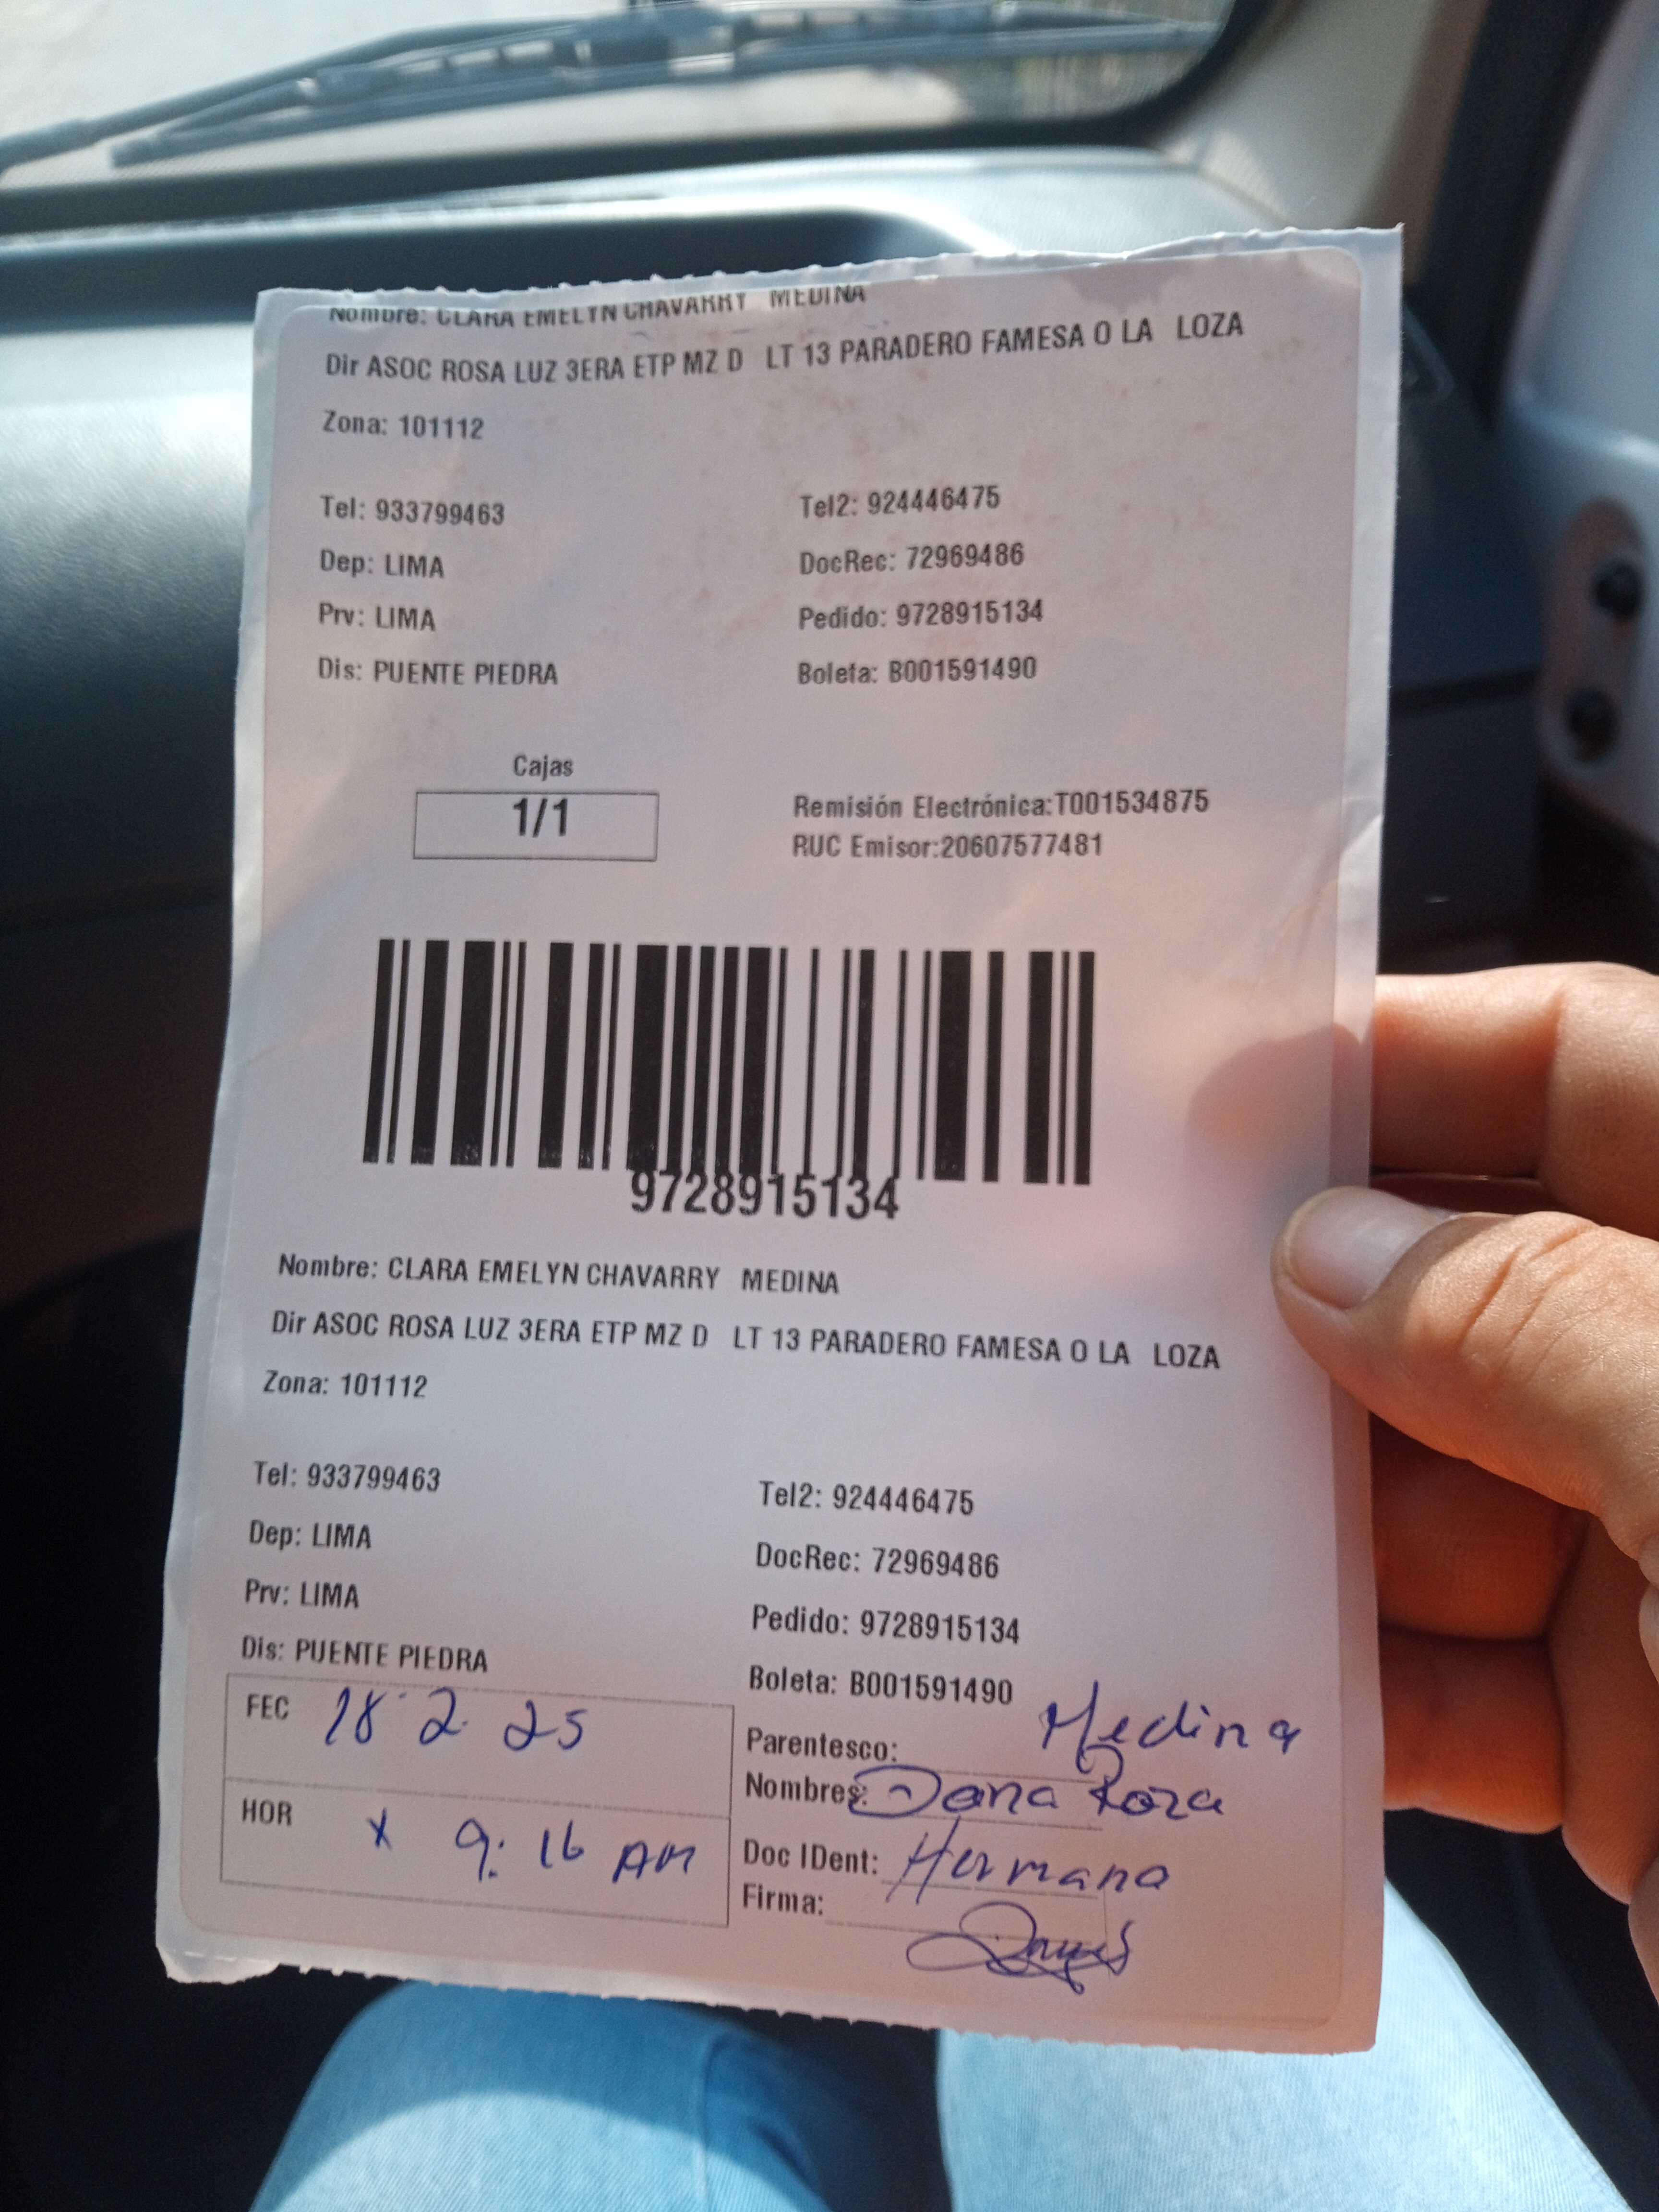 Nombre: CLARA EMELYN CHAVARRY MEDINA
Dir ASOC ROSA LUZ 3ERA ETP MZ D LT 13 PARADERO FAMESA O LA LOZA
Zona: 101112
Tel: 933799463 Tel2: 924446475
Dep: LIMA DocRec: 72969486
Prv: LIMA Pedido: 9728915134
Dis: PUENTE PIEDRA Boleta: B001591490
Cajas
1/1
Remisión Electrónica:T001534875
RUC Emisor:20607577481
9728915134
Nombre: CLARA EMELYN CHAVARRY MEDINA
Dir ASOC ROSA LUZ 3ERA ETP MZ D LT 13 PARADERO FAMESA O LA LOZA
Zona: 101112
Tel: 933799463 Tel2: 924446475
Dep: LIMA DocRec: 72969486
Prv: LIMA Pedido: 9728915134
Dis: PUENTE PIEDRA Boleta: B001591490
FEC 18 2 25
HOR x 9:16 AM
Parentesco: Medina
Nombres: Roza
Doc IDent: Hermana
Firma: